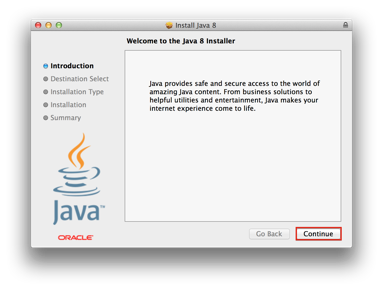 Install Java 8
Welcome to the Java 8 Installer
Introduction
Destination Select
Installation Type
Installation
Summary
Java provides safe and secure access to the world of
amazing Java content. From business solutions to
helpful utilities and entertainment, Java makes your
internet experience come to life.
Java™
ORACLE
Go Back
Continue